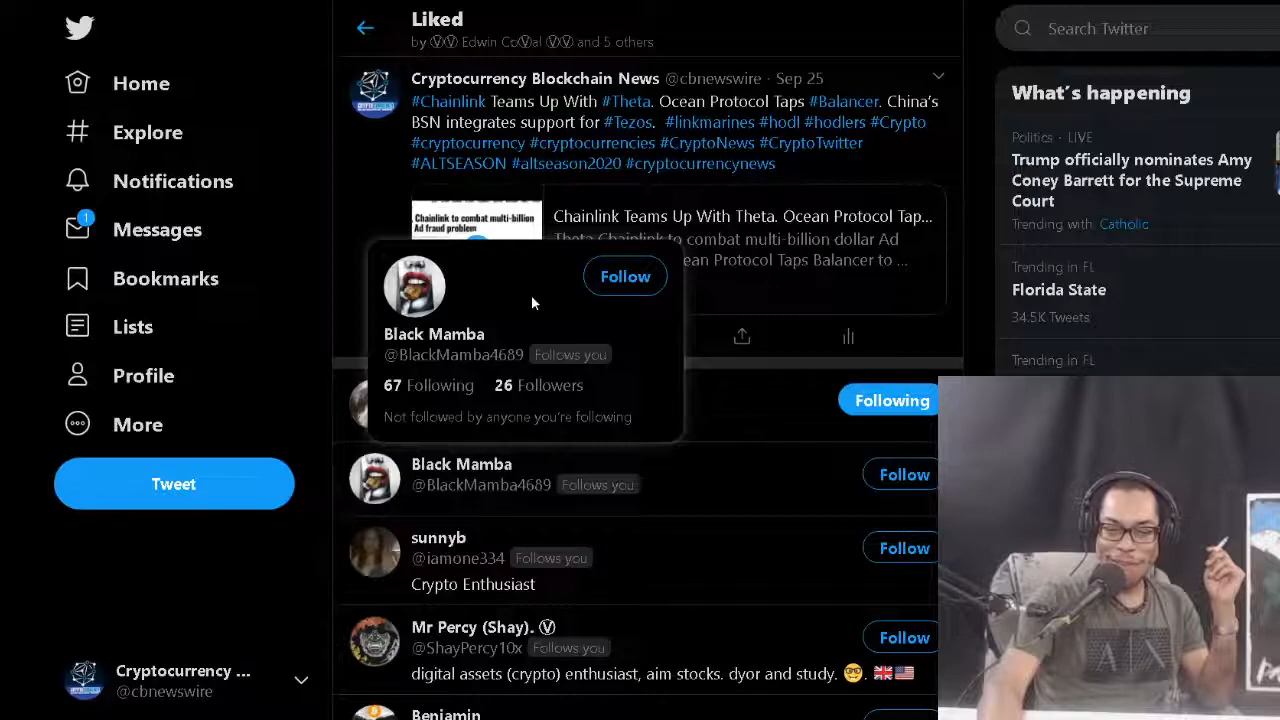 Home
Explore
Notifications
1
Messages
Bookmarks
Lists
Profile
More
Tweet
Cryptocurrency ...
@cbnewswire
Liked
by ⓋⓋ Edwin CoⓋal ⓋⓋ and 5 others
Cryptocurrency Blockchain News @cbnewswire · Sep 25
#Chainlink Teams Up With #Theta. Ocean Protocol Taps #Balancer. China's
BSN integrates support for #Tezos. #linkmarines #hodl #hodlers #Crypto
#cryptocurrency #cryptocurrencies #CryptoNews #CryptoTwitter
#ALTSEASON #altseason2020 #cryptocurrencynews
Chainlink to combat multi-billion
Ad fraud problem
Chainlink Teams Up With Theta. Ocean Protocol Tap...
Theta Chainlink to combat multi-billion dollar Ad
ean Protocol Taps Balancer to ...
Follow
Black Mamba
@BlackMamba4689 Follows you
67 Following 26 Followers
Not followed by anyone you're following
Following
Black Mamba
@BlackMamba4689 Follows you
Follow
sunnyb
@iamone334 Follows you
Crypto Enthusiast
Follow
Mr Percy (Shay). Ⓥ
@ShayPercy10x Follows you
digital assets (crypto) enthusiast, aim stocks. dyor and study. 🤓. 🇬🇧🇺🇸
Follow
Benjamin
Search Twitter
What's happening
Politics · LIVE
Trump officially nominates Amy
Coney Barrett for the Supreme
Court
Trending with Catholic
Trending in FL
Florida State
34.5K Tweets
Trending in FL